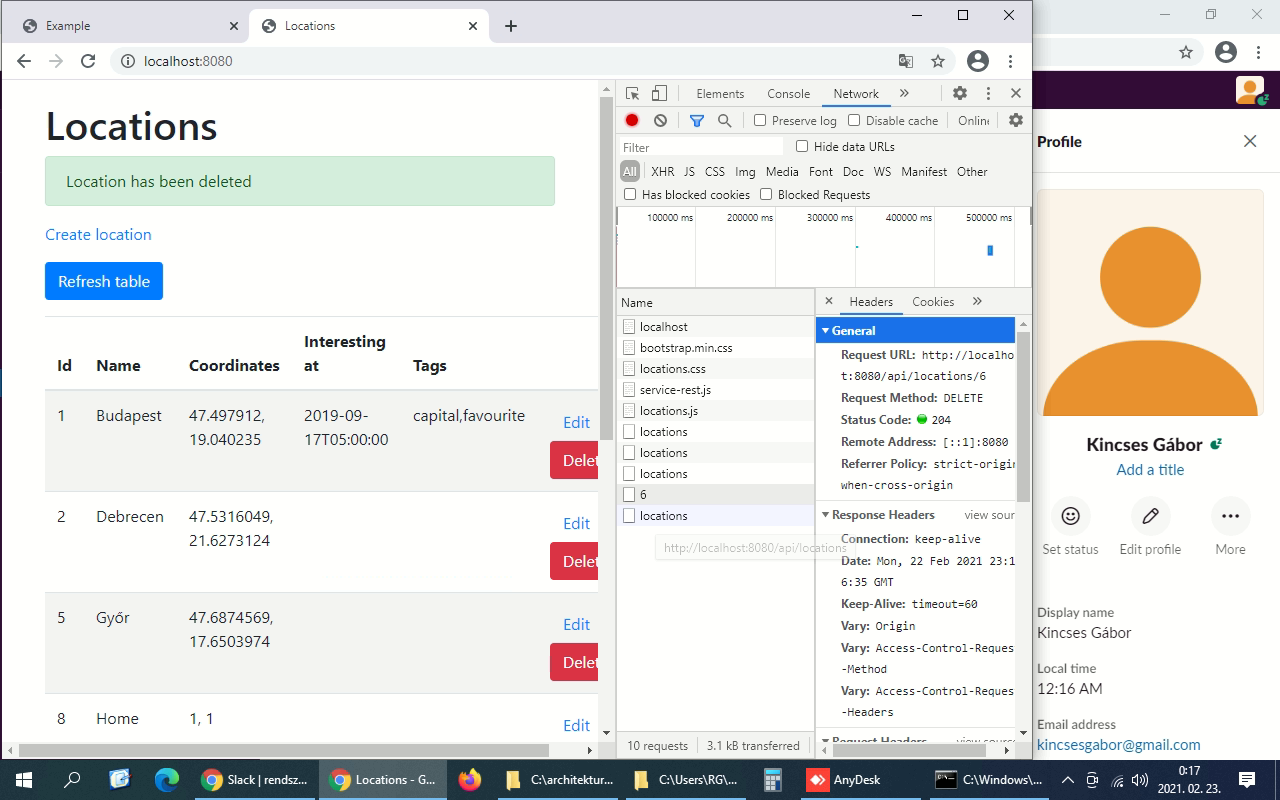 Example
Locations
localhost:8080
Locations
Location has been deleted
Create location
Refresh table
Id Name Coordinates Interesting at Tags
1 Budapest 47.497912, 2019-09- capital,favourite Edit
19.040235 17T05:00:00 Delet
2 Debrecen 47.5316049, Edit
21.6273124 Delet
5 Győr 47.6874569, Edit
17.6503974 Delet
8 Home 1, 1 Edit
Elements Console Network
Preserve log Disable cache Online
Filter Hide data URLs
All XHR JS CSS Img Media Font Doc WS Manifest Other
Has blocked cookies Blocked Requests
100000 ms 200000 ms 300000 ms 400000 ms 500000 ms
Name
localhost
bootstrap.min.css
locations.css
service-rest.js
locations.js
locations
locations
locations
6
locations
http://localhost:8080/api/locations
10 requests 3.1 kB transferred
Headers Cookies
General
Request URL: http://localho
t:8080/api/locations/6
Request Method: DELETE
Status Code: 204
Remote Address: [::1]:8080
Referrer Policy: strict-origin
when-cross-origin
Response Headers view sour
Connection: keep-alive
Date: Mon, 22 Feb 2021 23:1
6:35 GMT
Keep-Alive: timeout=60
Vary: Origin
Vary: Access-Control-Reques
-Method
Vary: Access-Control-Reques
-Headers
Request Headers view source
Profile
Kincses Gábor
Add a title
Set status Edit profile More
Display name
Kincses Gábor
Local time
12:16 AM
Email address
kincsesgabor@gmail.com
Slack | rendsz...
Locations - G...
C:\architektur...
C:\Users\RG\...
AnyDesk
C:\Windows\...
0:17
2021. 02. 23.